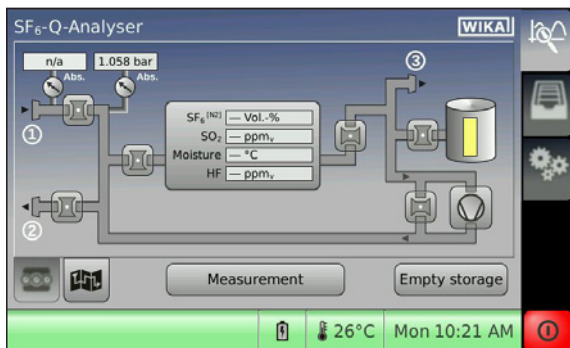 SF₆-Q-Analyser
WIKA
n/a
1.058 bar
Abs.
Abs.
①
③
SF₆ [N2] — Vol.-%
SO₂ — ppmᵥ
Moisture — °C
HF — ppmᵥ
②
Measurement
Empty storage
26°C
Mon 10:21 AM